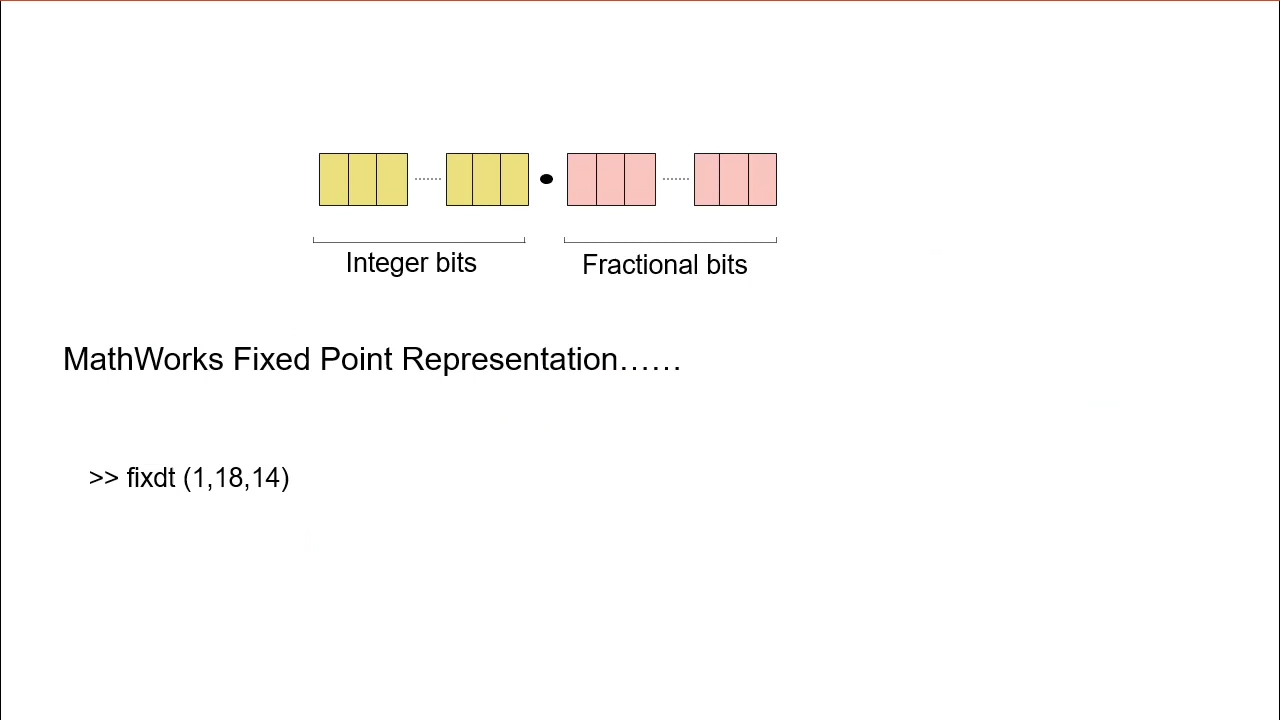 Integer bits
Fractional bits
MathWorks Fixed Point Representation……
>> fixdt (1,18,14)